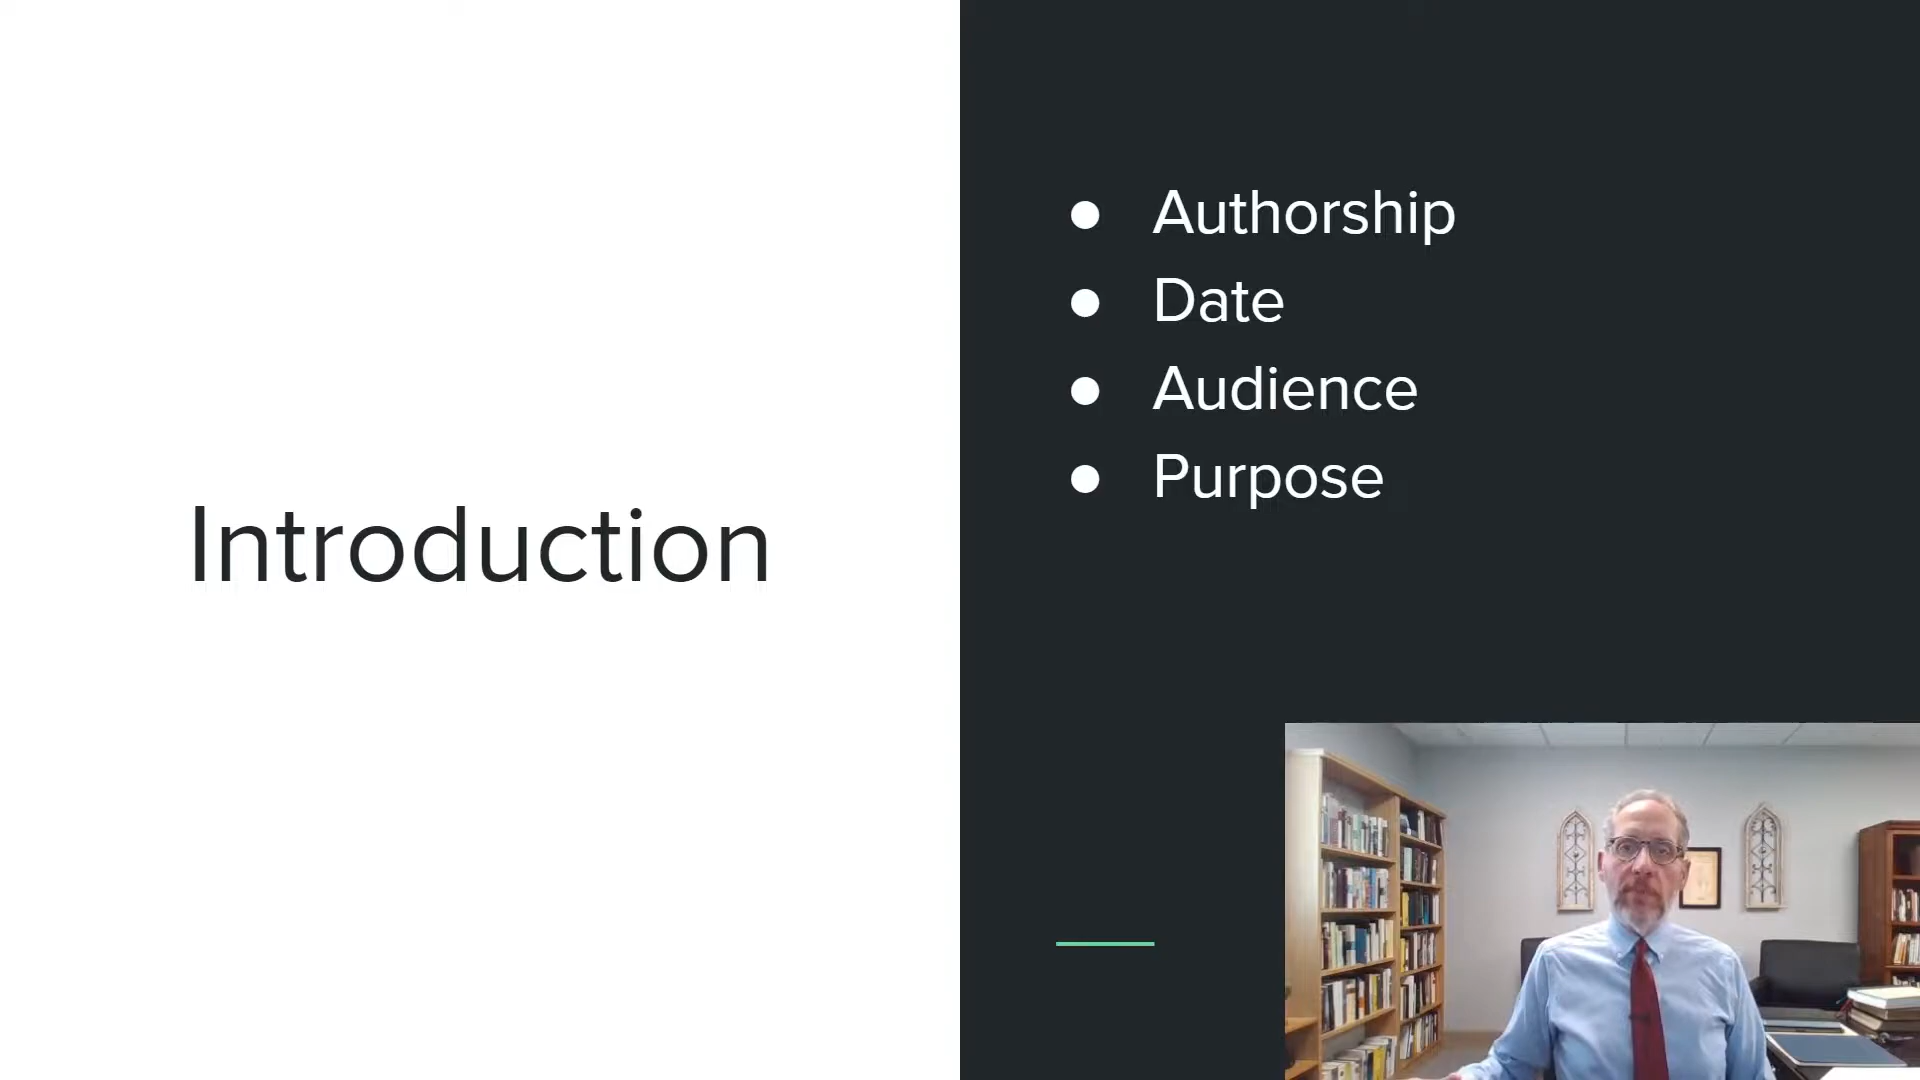 Introduction
● Authorship
● Date
● Audience
● Purpose